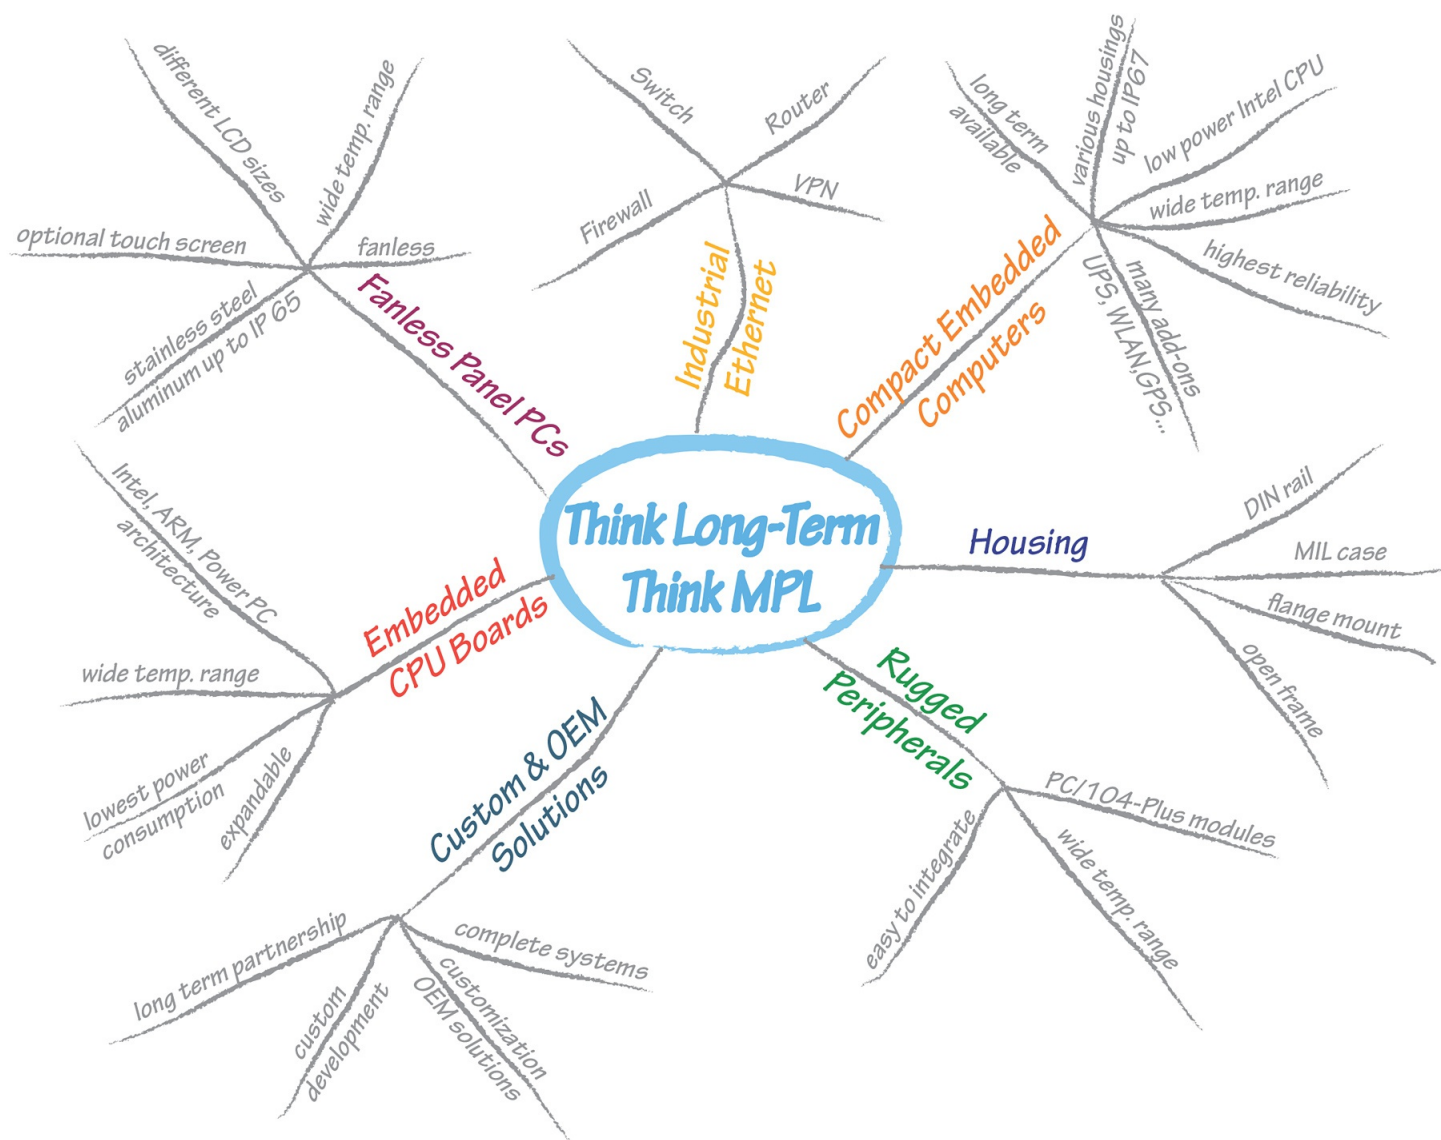 Think Long-Term
Think MPL
Fanless Panel PCs
different LCD sizes
wide temp. range
optional touch screen
fanless
stainless steel
aluminum up to IP 65
Industrial
Ethernet
Switch
Router
Firewall
VPN
Compact Embedded
Computers
long term
available
various housings
up to IP67
low power Intel CPU
wide temp. range
highest reliability
many add-ons
UPS, WLAN,GPS...
Housing
DIN rail
MIL case
flange mount
open frame
Rugged
Peripherals
PC/104-Plus modules
wide temp. range
easy to integrate
Custom & OEM
Solutions
long term partnership
custom
development
customization
OEM solutions
complete systems
Embedded
CPU Boards
Intel, ARM, Power PC
architecture
wide temp. range
lowest power
consumption
expandable